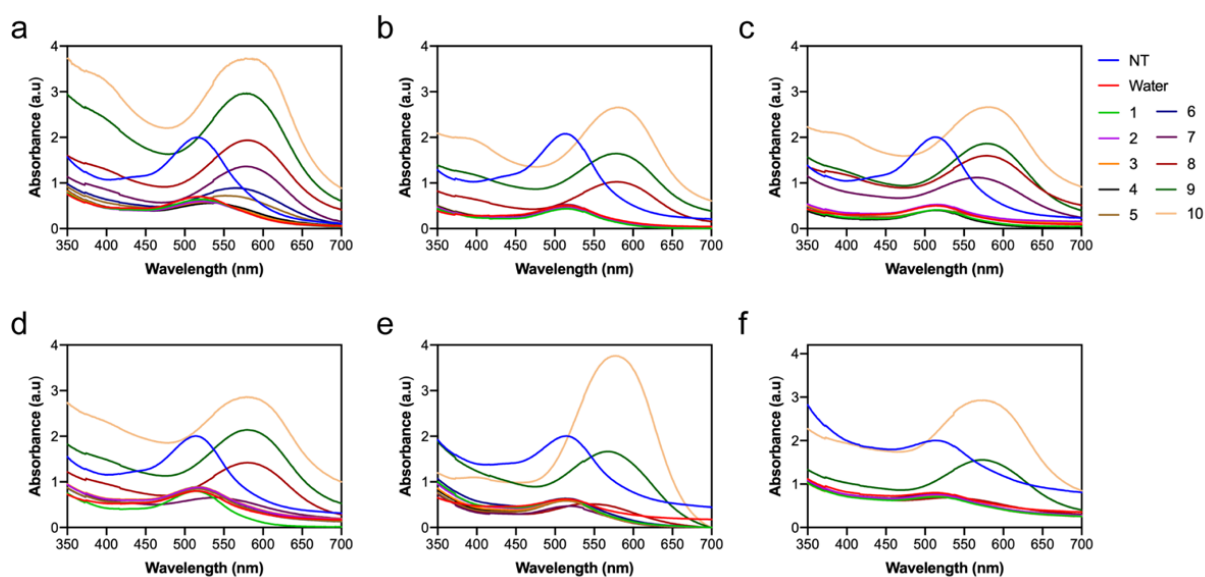 a b c
4 4 4
3 3 3
2 2 2
1 1 1
0 0 0
Absorbance (a.u) Absorbance (a.u) Absorbance (a.u)
350 400 450 500 550 600 650 700 350 400 450 500 550 600 650 700 350 400 450 500 550 600 650 700
Wavelength (nm) Wavelength (nm) Wavelength (nm)
NT
Water
1 6
2 7
3 8
4 9
5 10
d e f
4 4 4
3 3 3
2 2 2
1 1 1
0 0 0
Absorbance (a.u) Absorbance (a.u) Absorbance (a.u)
350 400 450 500 550 600 650 700 350 400 450 500 550 600 650 700 350 400 450 500 550 600 650 700
Wavelength (nm) Wavelength (nm) Wavelength (nm)